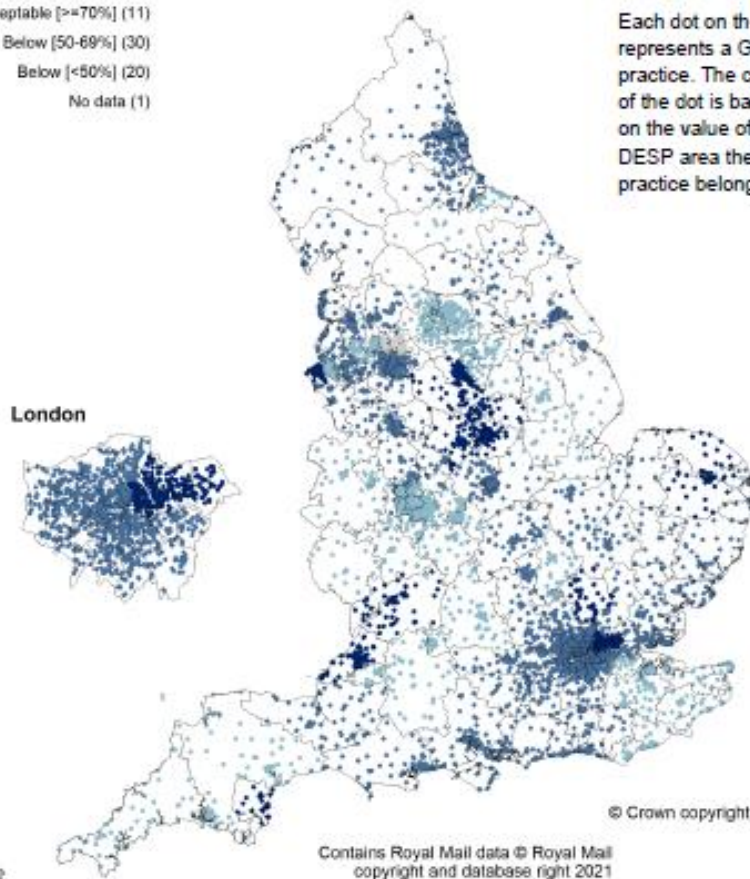 eptable [>=70%] (11)
Below [50-69%] (30)
Below [<50%] (20)
No data (1)
Each dot on th
represents a G
practice. The c
of the dot is ba
on the value of
DESP area the
practice belong
London
© Crown copyright
Contains Royal Mail data © Royal Mail
copyright and database right 2021